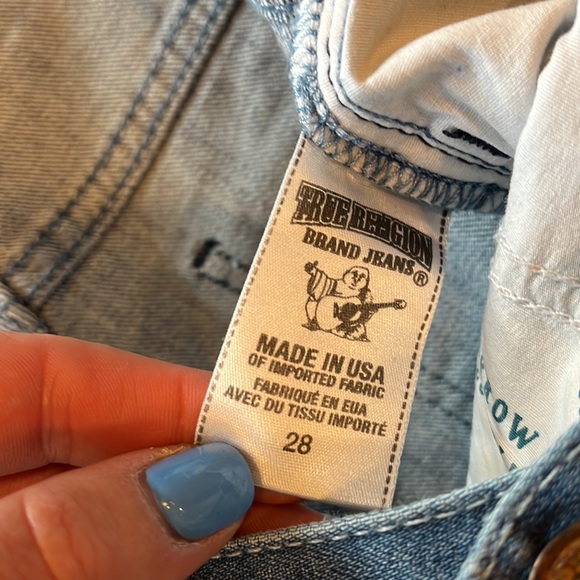 TRUE RELIGION
BRAND JEANS®
MADE IN USA
OF IMPORTED FABRIC
FABRIQUÉ EN EUA
AVEC DU TISSU IMPORTÉ
28